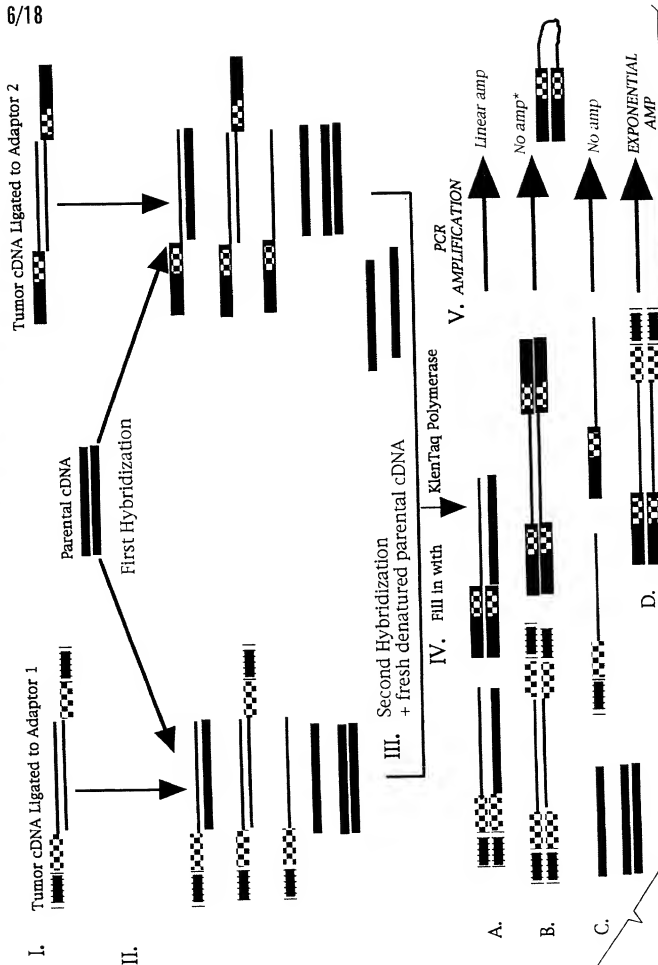 6/18
I.
Tumor cDNA Ligated to Adaptor 1
Tumor cDNA Ligated to Adaptor 2
Parental cDNA
First Hybridization
II.
III.
Second Hybridization
+ fresh denatured parental cDNA
IV.
Fill in with
KlenTaq Polymerase
V.
PCR
AMPLIFICATION
A.
Linear amp
B.
No amp*
C.
No amp
D.
EXPONENTIAL
AMP